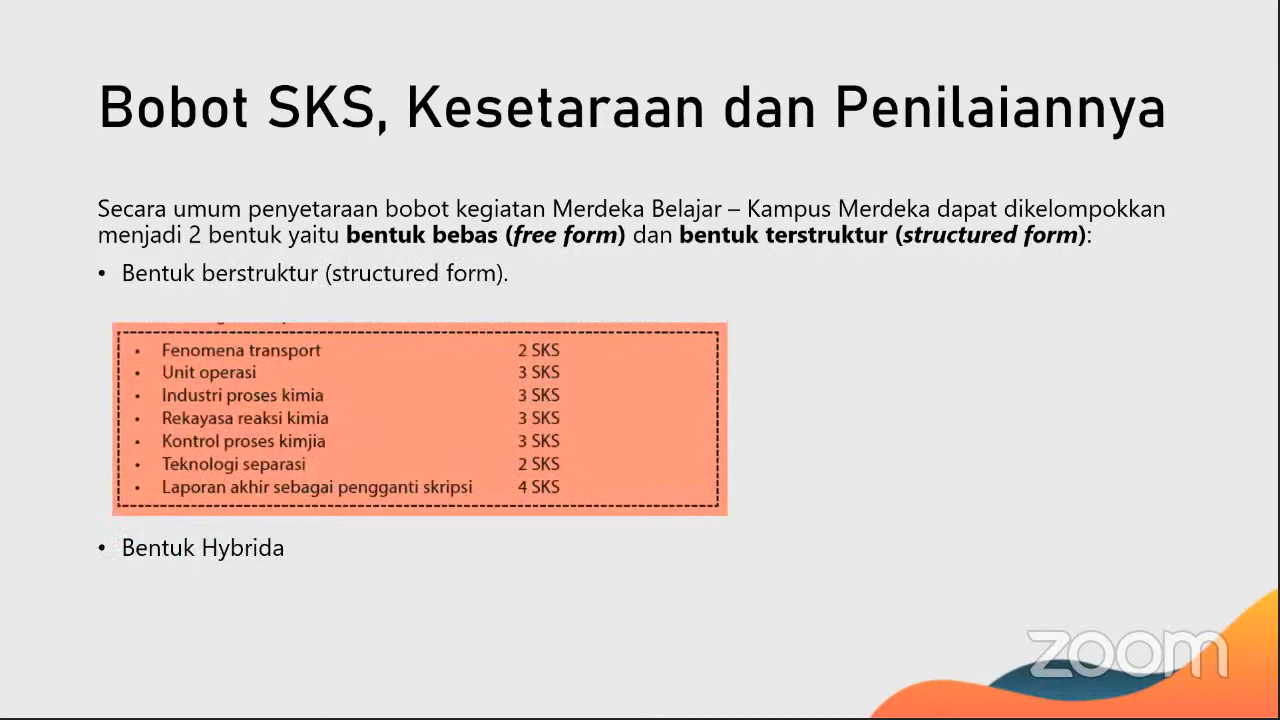 Bobot SKS, Kesetaraan dan Penilaiannya
Secara umum penyetaraan bobot kegiatan Merdeka Belajar – Kampus Merdeka dapat dikelompokkan
menjadi 2 bentuk yaitu bentuk bebas (free form) dan bentuk terstruktur (structured form):
• Bentuk berstruktur (structured form).
• Fenomena transport 2 SKS
• Unit operasi 3 SKS
• Industri proses kimia 3 SKS
• Rekayasa reaksi kimia 3 SKS
• Kontrol proses kimjia 3 SKS
• Teknologi separasi 2 SKS
• Laporan akhir sebagai pengganti skripsi 4 SKS
• Bentuk Hybrida
zoom